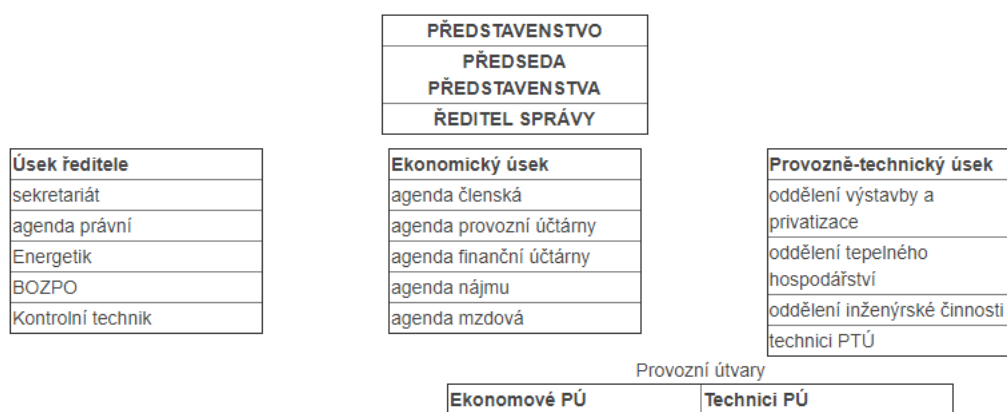 PŘEDSTAVENSTVO
PŘEDSEDA
PŘEDSTAVENSTVA
ŘEDITEL SPRÁVY
Úsek ředitele
sekretariát
agenda právní
Energetik
BOZPO
Kontrolní technik
Ekonomický úsek
agenda členská
agenda provozní účtárny
agenda finanční účtárny
agenda nájmu
agenda mzdová
Provozně-technický úsek
oddělení výstavby a
privatizace
oddělení tepelného
hospodářství
oddělení inženýrské činnosti
technici PTÚ
Provozní útvary
Ekonomové PÚ
Technici PÚ